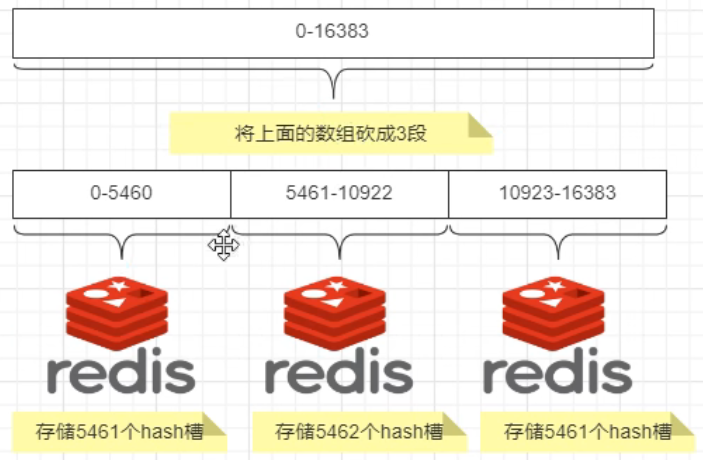 0-16383
将上面的数组砍成3段
0-5460
5461-10922
10923-16383
redis
redis
redis
存储5461个hash槽
存储5462个hash槽
存储5461个hash槽